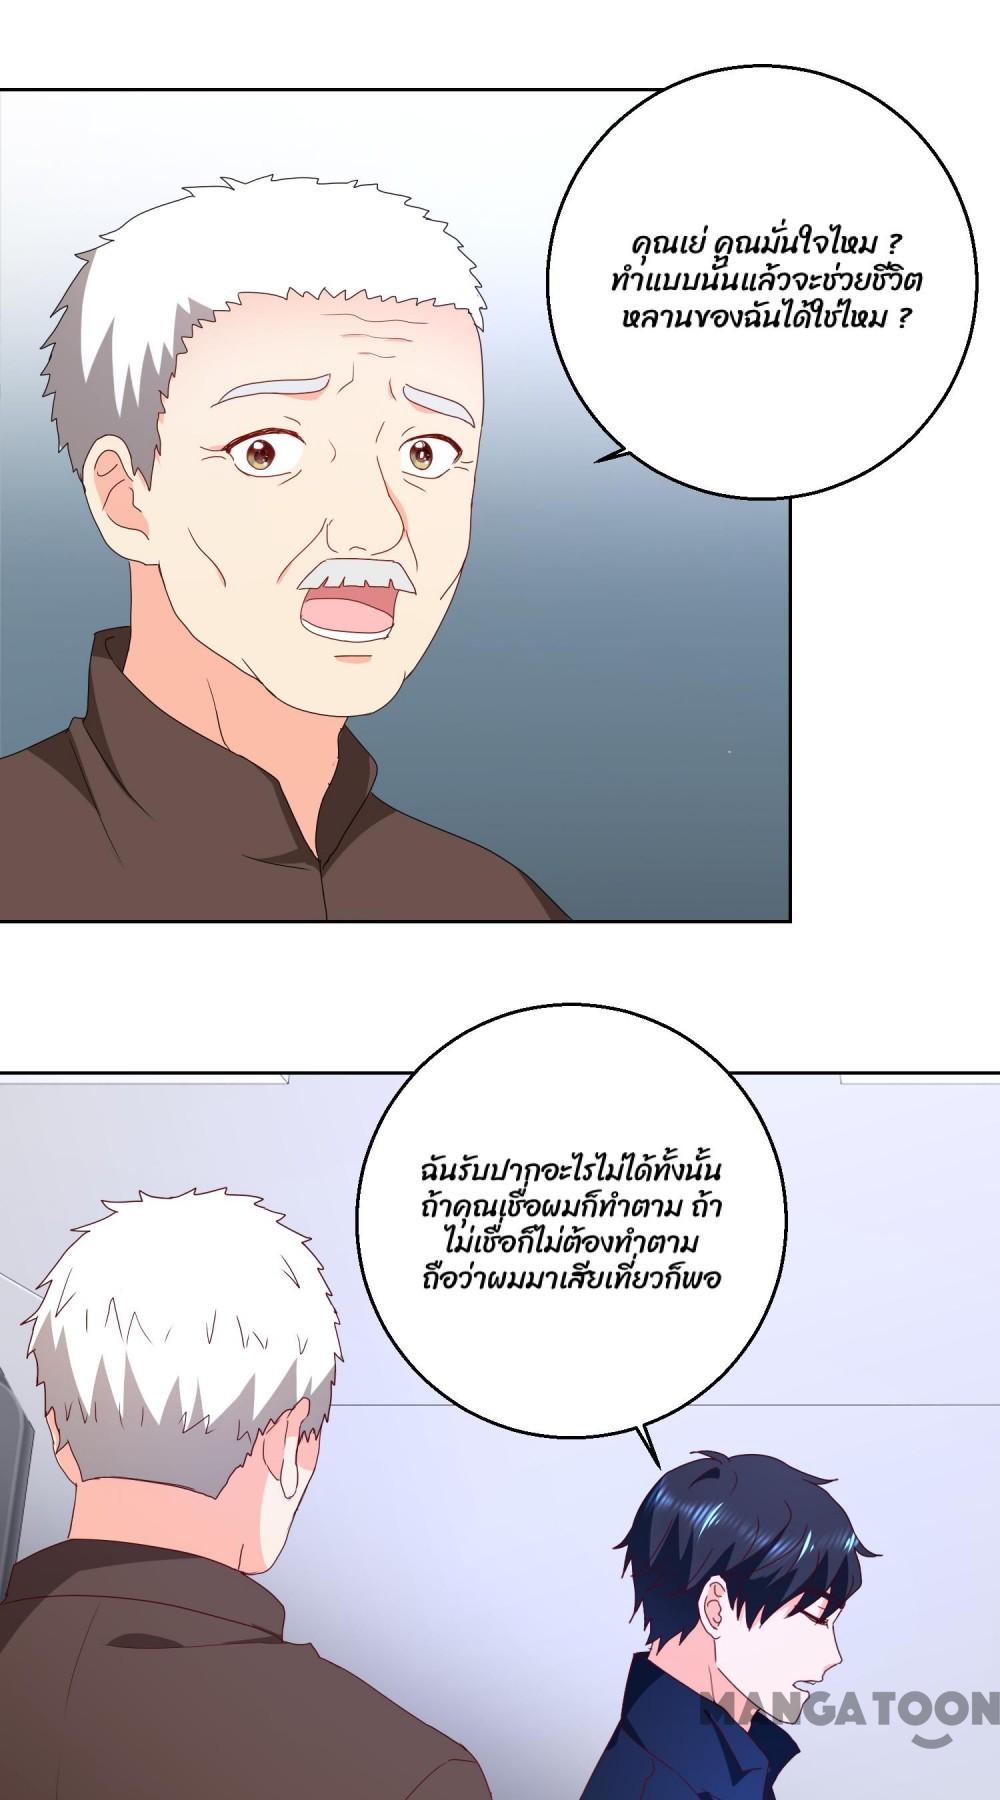 คุณเย่ คุณมั่นใจไหม ?
ทำแบบนั้นแล้วจะช่วยชีวิต
หลานของฉันได้ใช่ไหม ?
ฉันรับปากอะไรไม่ได้ทั้งนั้น
ถ้าคุณเชื่อผมก็ทำตาม ถ้า
ไม่เชื่อก็ไม่ต้องทำตาม
ถือว่าผมมาเสียเที่ยวก็พอ
MANGATOON